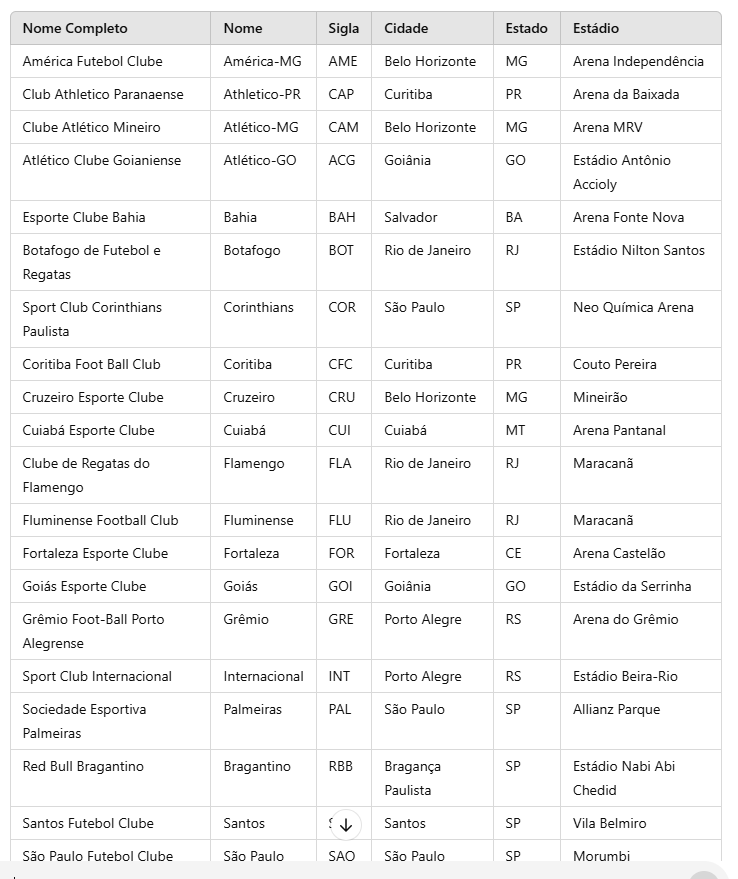 Nome Completo Nome Sigla Cidade Estado Estádio
América Futebol Clube América-MG AME Belo Horizonte MG Arena Independência
Club Athletico Paranaense Athletico-PR CAP Curitiba PR Arena da Baixada
Clube Atlético Mineiro Atlético-MG CAM Belo Horizonte MG Arena MRV
Atlético Clube Goianiense Atlético-GO ACG Goiânia GO Estádio Antônio
Accioly
Esporte Clube Bahia Bahia BAH Salvador BA Arena Fonte Nova
Botafogo de Futebol e Botafogo BOT Rio de Janeiro RJ Estádio Nilton Santos
Regatas
Sport Club Corinthians Corinthians COR São Paulo SP Neo Química Arena
Paulista
Coritiba Foot Ball Club Coritiba CFC Curitiba PR Couto Pereira
Cruzeiro Esporte Clube Cruzeiro CRU Belo Horizonte MG Mineirão
Cuiabá Esporte Clube Cuiabá CUI Cuiabá MT Arena Pantanal
Clube de Regatas do Flamengo FLA Rio de Janeiro RJ Maracanã
Flamengo
Fluminense Football Club Fluminense FLU Rio de Janeiro RJ Maracanã
Fortaleza Esporte Clube Fortaleza FOR Fortaleza CE Arena Castelão
Goiás Esporte Clube Goiás GOI Goiânia GO Estádio da Serrinha
Grêmio Foot-Ball Porto Grêmio GRE Porto Alegre RS Arena do Grêmio
Alegrense
Sport Club Internacional Internacional INT Porto Alegre RS Estádio Beira-Rio
Sociedade Esportiva Palmeiras PAL São Paulo SP Allianz Parque
Palmeiras
Red Bull Bragantino Bragantino RBB Bragança SP Estádio Nabi Abi
Paulista Chedid
Santos Futebol Clube Santos Santos SP Vila Belmiro
São Paulo Futebol Clube São Paulo SAO São Paulo SP Morumbi